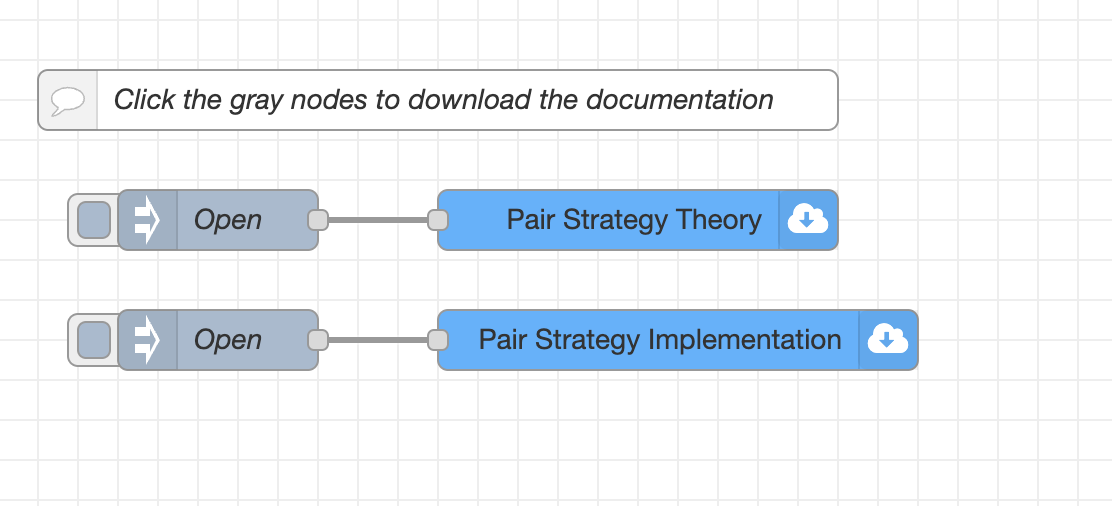 Click the gray nodes to download the documentation
Open
Pair Strategy Theory
Open
Pair Strategy Implementation